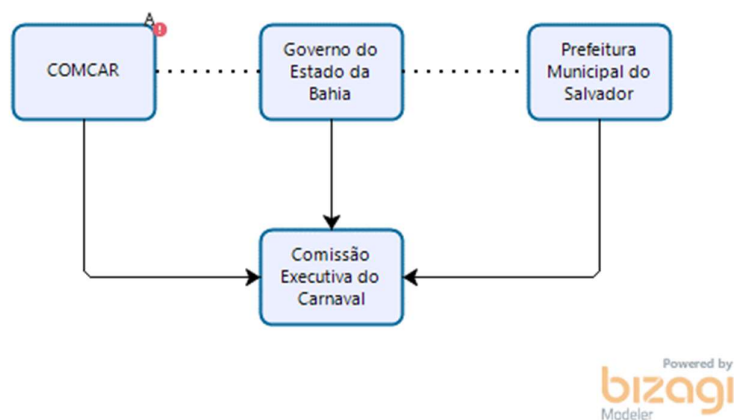 A
!
COMCAR
Governo do
Estado da
Bahia
Prefeitura
Municipal do
Salvador
Comissão
Executiva do
Carnaval
Powered by
bizagi
Modeler